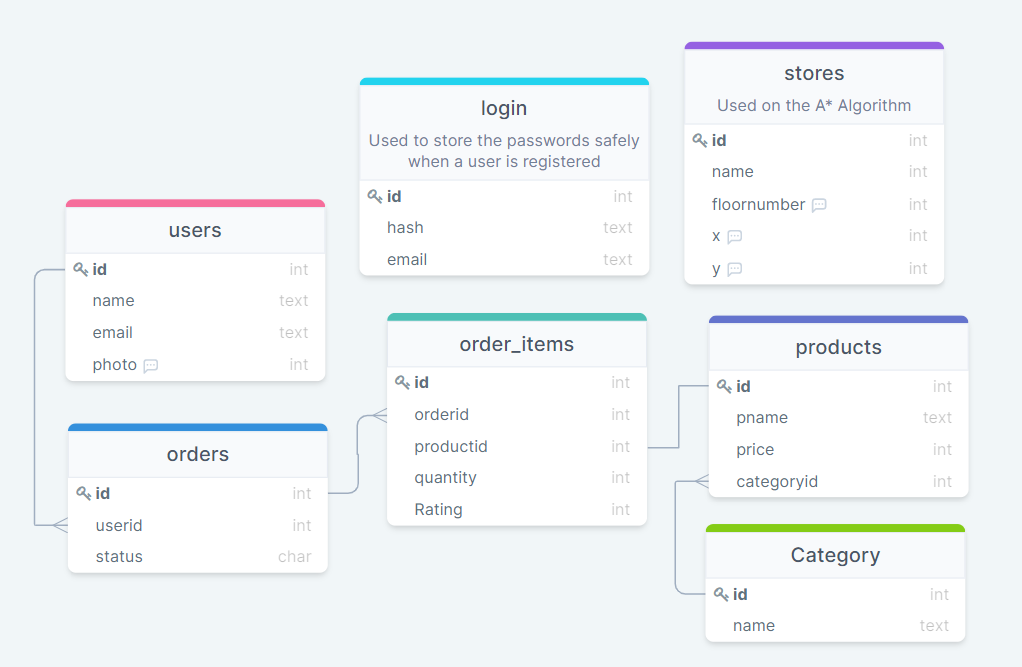 stores
Used on the A* Algorithm
id int
name int
floornumber int
x int
y int
login
Used to store the passwords safely
when a user is registered
id int
hash text
email text
users
id int
name text
email text
photo int
order_items
id int
orderid int
productid int
quantity int
Rating int
products
id int
pname text
price int
categoryid int
orders
id int
userid int
status char
Category
id int
name text